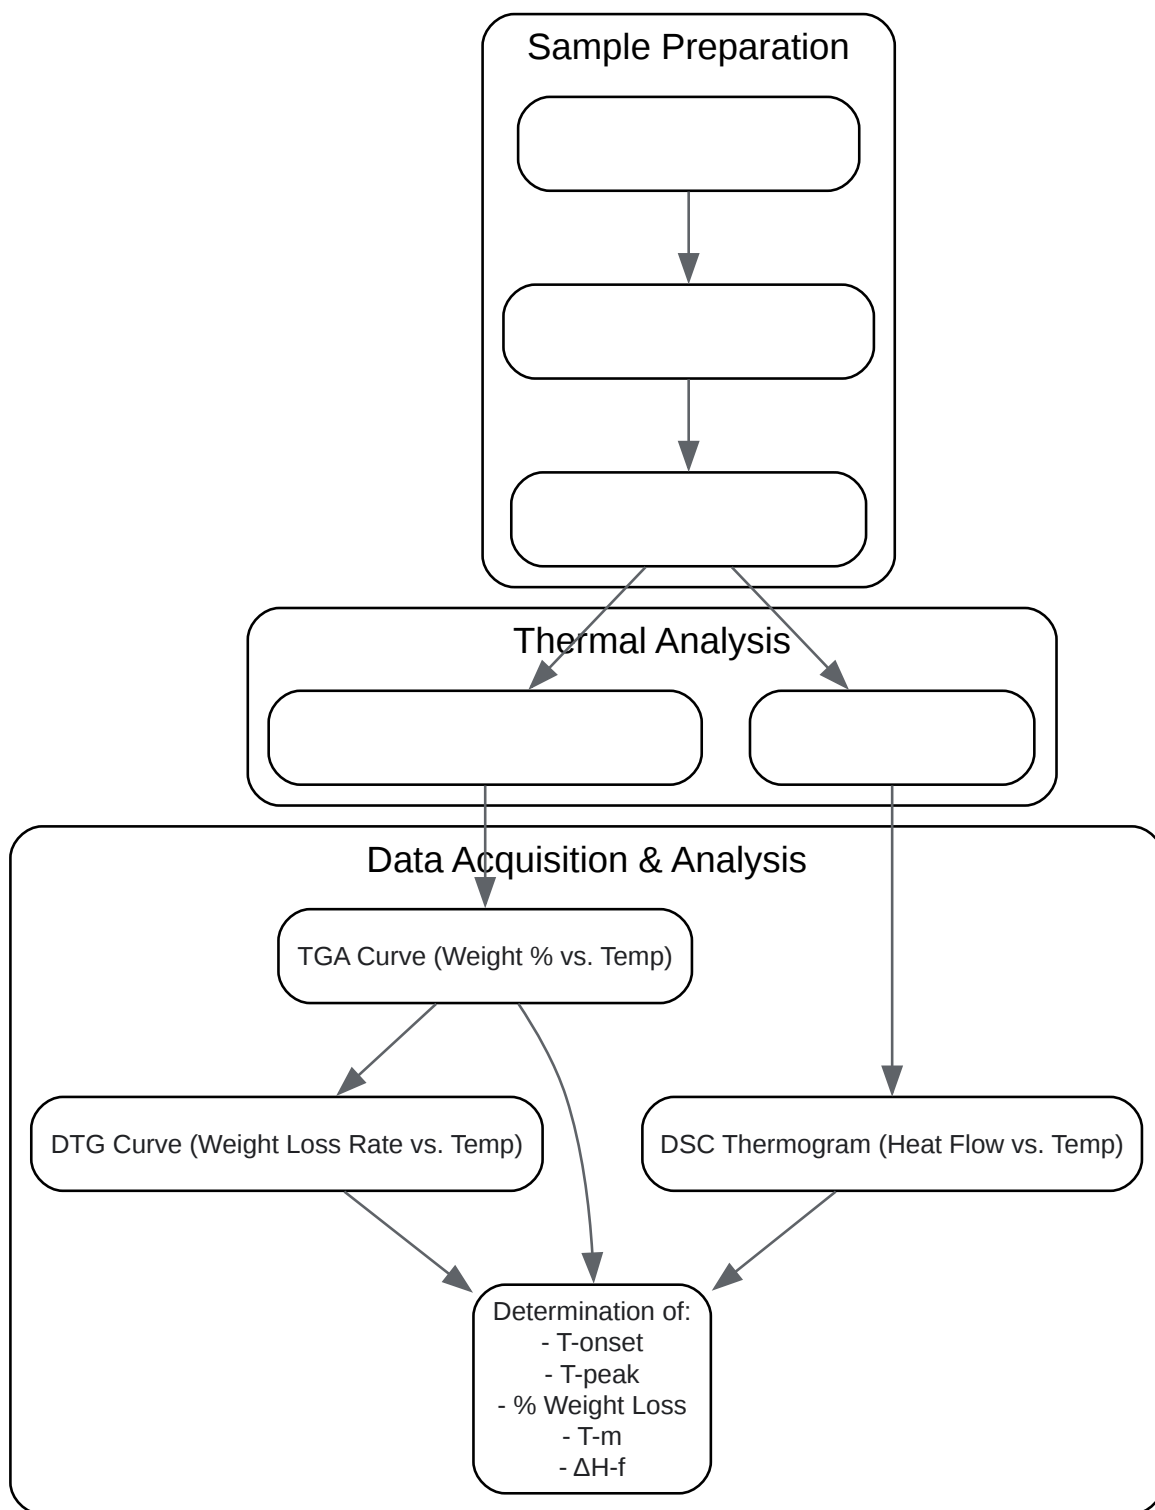 Sample Preparation
Thermal Analysis
Data Acquisition & Analysis
TGA Curve (Weight % vs. Temp)
DTG Curve (Weight Loss Rate vs. Temp)
DSC Thermogram (Heat Flow vs. Temp)
Determination of:
- T-onset
- T-peak
- % Weight Loss
- T-m
- ΔH-f